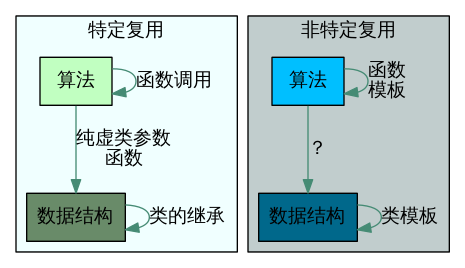 特定复用
算法
函数调用
纯虚类参数
函数
数据结构
类的继承
非特定复用
算法
函数
模板
？
数据结构
类模板